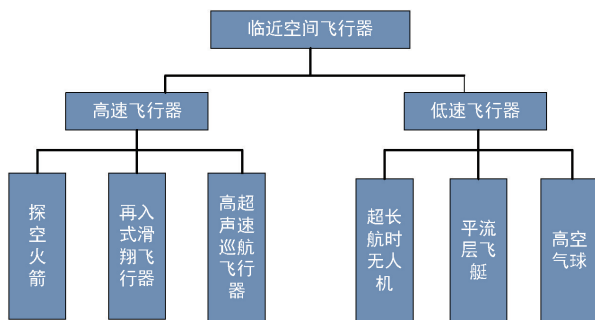 临近空间飞行器
高速飞行器
低速飞行器
探
空
火
箭
再入
式滑
翔飞
行器
高超
声速
巡航
飞行
器
超长
航时
无人
机
平流
层飞
艇
高空
气球